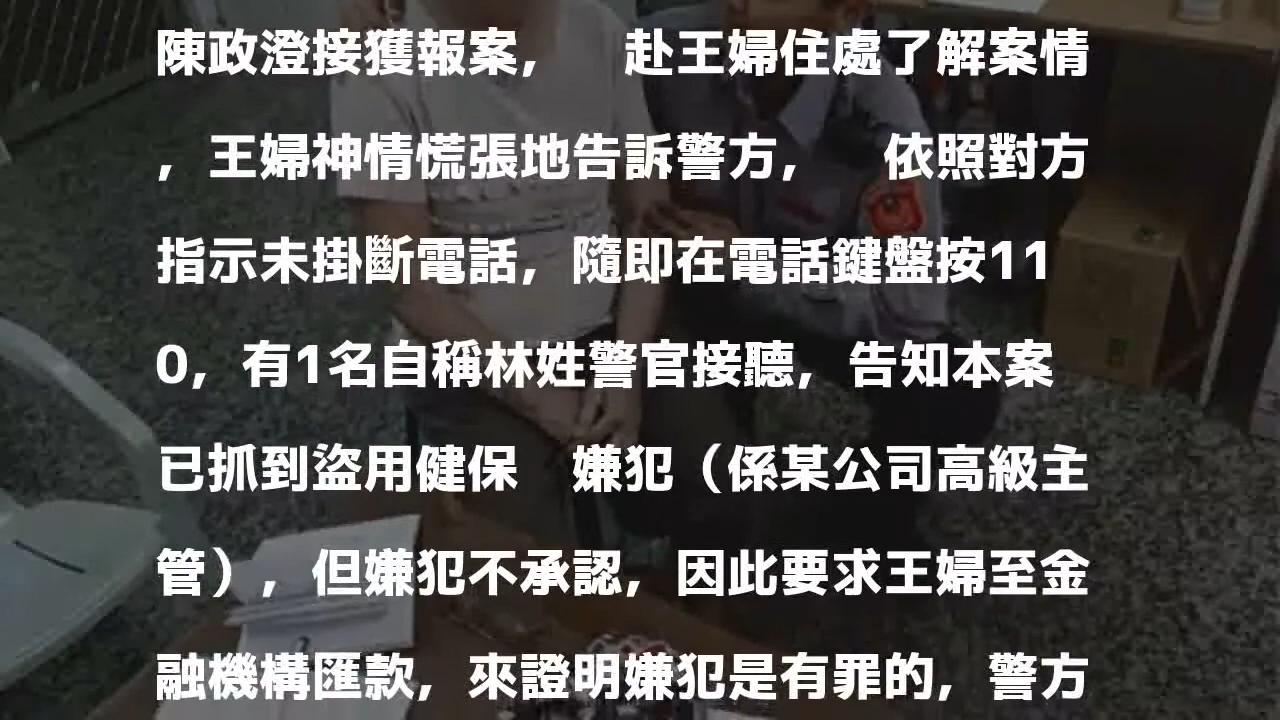 陳政澄接獲報案，　赴王婦住處了解案情
，王婦神情慌張地告訴警方，　依照對方
指示未掛斷電話，隨即在電話鍵盤按11
0，有1名自稱林姓警官接聽，告知本案
已抓到盜用健保　嫌犯（係某公司高級主
管），但嫌犯不承認，因此要求王婦至金
融機構匯款，來證明嫌犯是有罪的，警方